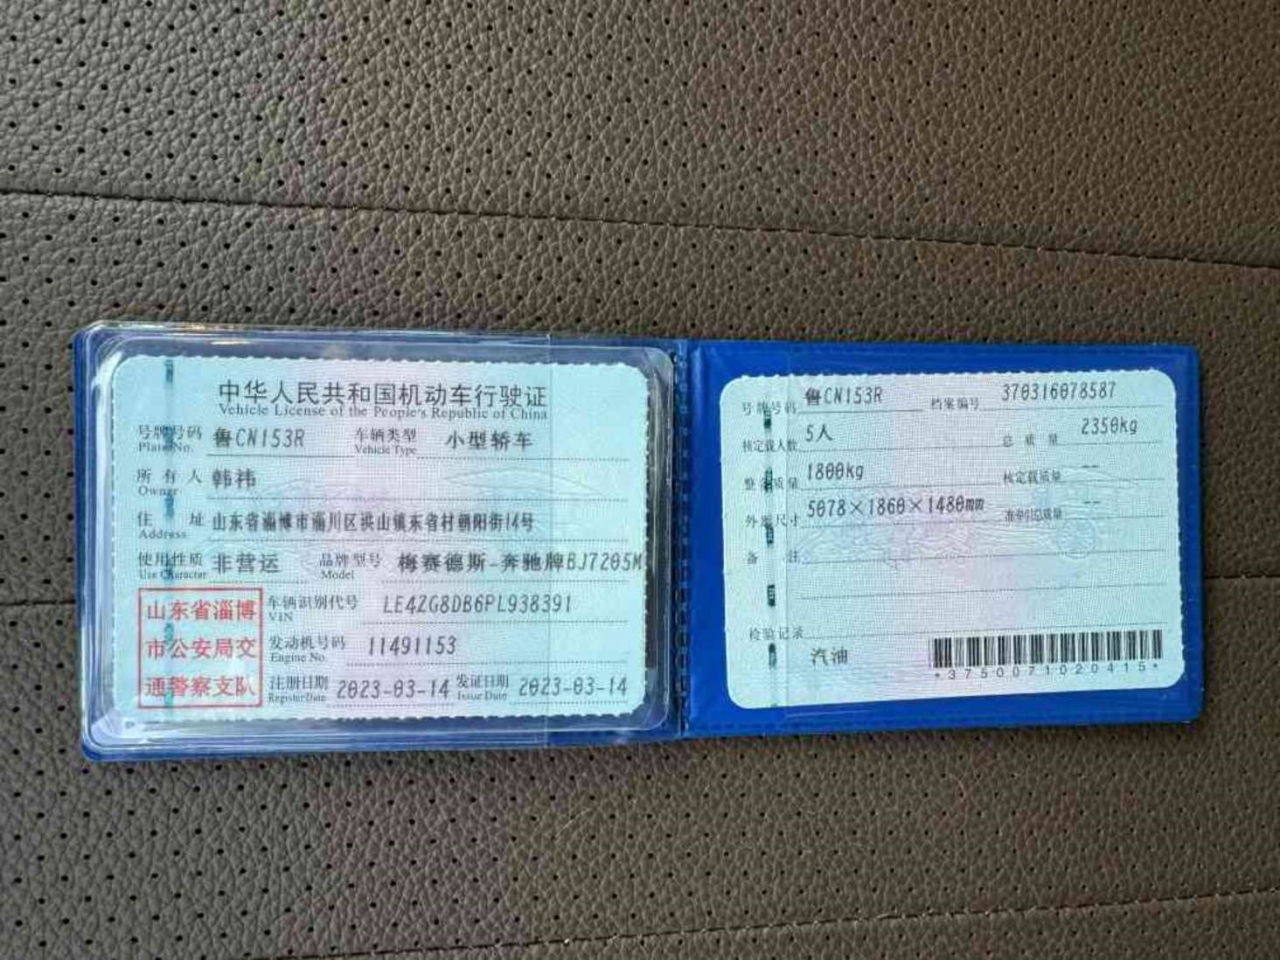 中华人民共和国机动车行驶证
Vehicle License of the People's Republic of China
号牌号码 鲁CN153R 车辆类型 小型轿车
Plate No. Vehicle Type
所有人 韩祎
Owner
住址 山东省淄博市淄川区洪山镇东省村朝阳街14号
Address
使用性质 非营运 品牌型号 梅赛德斯-奔驰牌BJ7205M
Use Character Model
山东省淄博
市公安局交
通警察支队
车辆识别代号 LE4ZG8DB6PL938391
VIN
发动机号码 11491153
Engine No.
注册日期 2023-03-14 发证日期 2023-03-14
Register Date Issue Date
号牌号码 鲁CN153R 档案编号 370316078587
核定载人数 5人 总质量 2350kg
整备质量 1800kg 核定载质量 --
外廓尺寸 5078×1860×1480mm 准牵引总质量 --
备注
检验记录
汽油
*3750071020415*